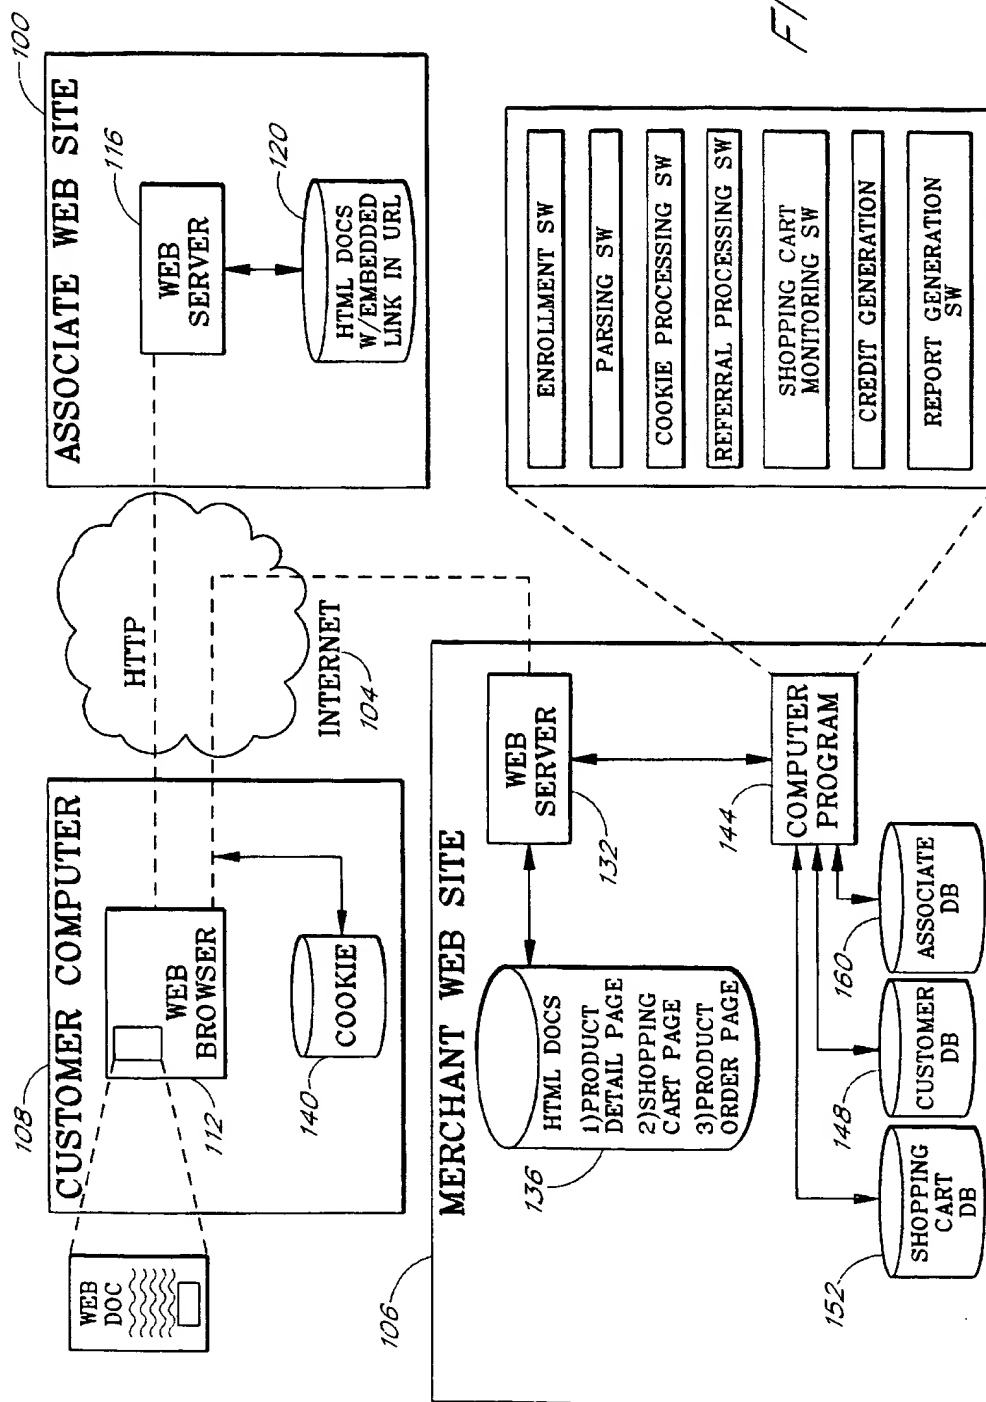 108
CUSTOMER COMPUTER
WEB
DOC
WEB
BROWSER
112
COOKIE
140
HTTP
INTERNET
104
100
ASSOCIATE WEB SITE
116
WEB
SERVER
120
HTML DOCS
W/EMBEDDED
LINK IN URL
106
MERCHANT WEB SITE
HTML DOCS
1)PRODUCT
DETAIL PAGE
2)SHOPPING
CART PAGE
3)PRODUCT
ORDER PAGE
136
WEB
SERVER
132
144
COMPUTER
PROGRAM
152
SHOPPING
CART
DB
148
CUSTOMER
DB
160
ASSOCIATE
DB
ENROLLMENT SW
PARSING SW
COOKIE PROCESSING SW
REFERRAL PROCESSING SW
SHOPPING CART
MONITORING SW
CREDIT GENERATION
REPORT GENERATION
SW